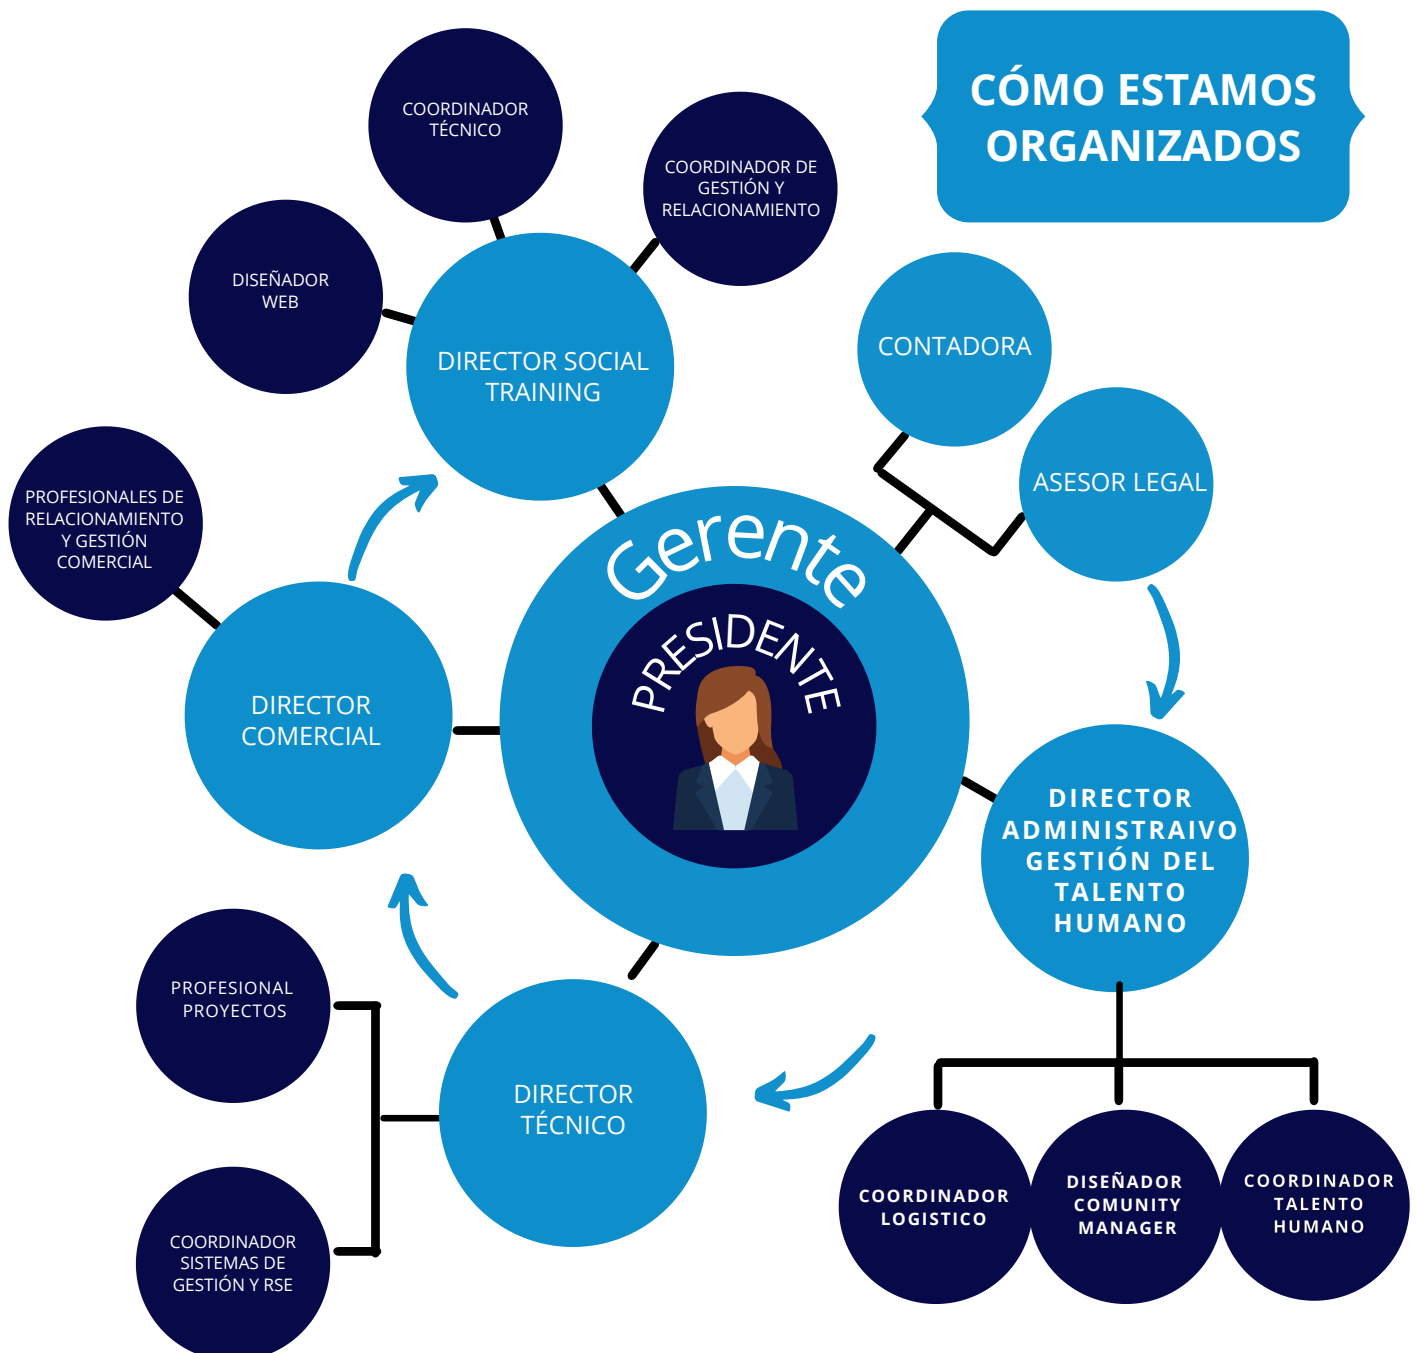 CÓMO ESTAMOS
ORGANIZADOS
COORDINADOR
TÉCNICO
COORDINADOR DE
GESTIÓN Y
RELACIONAMIENTO
DISEÑADOR
WEB
DIRECTOR SOCIAL
TRAINING
CONTADORA
ASESOR LEGAL
PROFESIONALES DE
RELACIONAMIENTO
Y GESTIÓN
COMERCIAL
Gerente
PRESIDENTE
DIRECTOR
COMERCIAL
DIRECTOR
ADMINISTRAIVO
GESTIÓN DEL
TALENTO
HUMANO
PROFESIONAL
PROYECTOS
DIRECTOR
TÉCNICO
COORDINADOR
SISTEMAS DE
GESTIÓN Y RSE
COORDINADOR
LOGISTICO
DISEÑADOR
COMUNITY
MANAGER
COORDINADOR
TALENTO
HUMANO